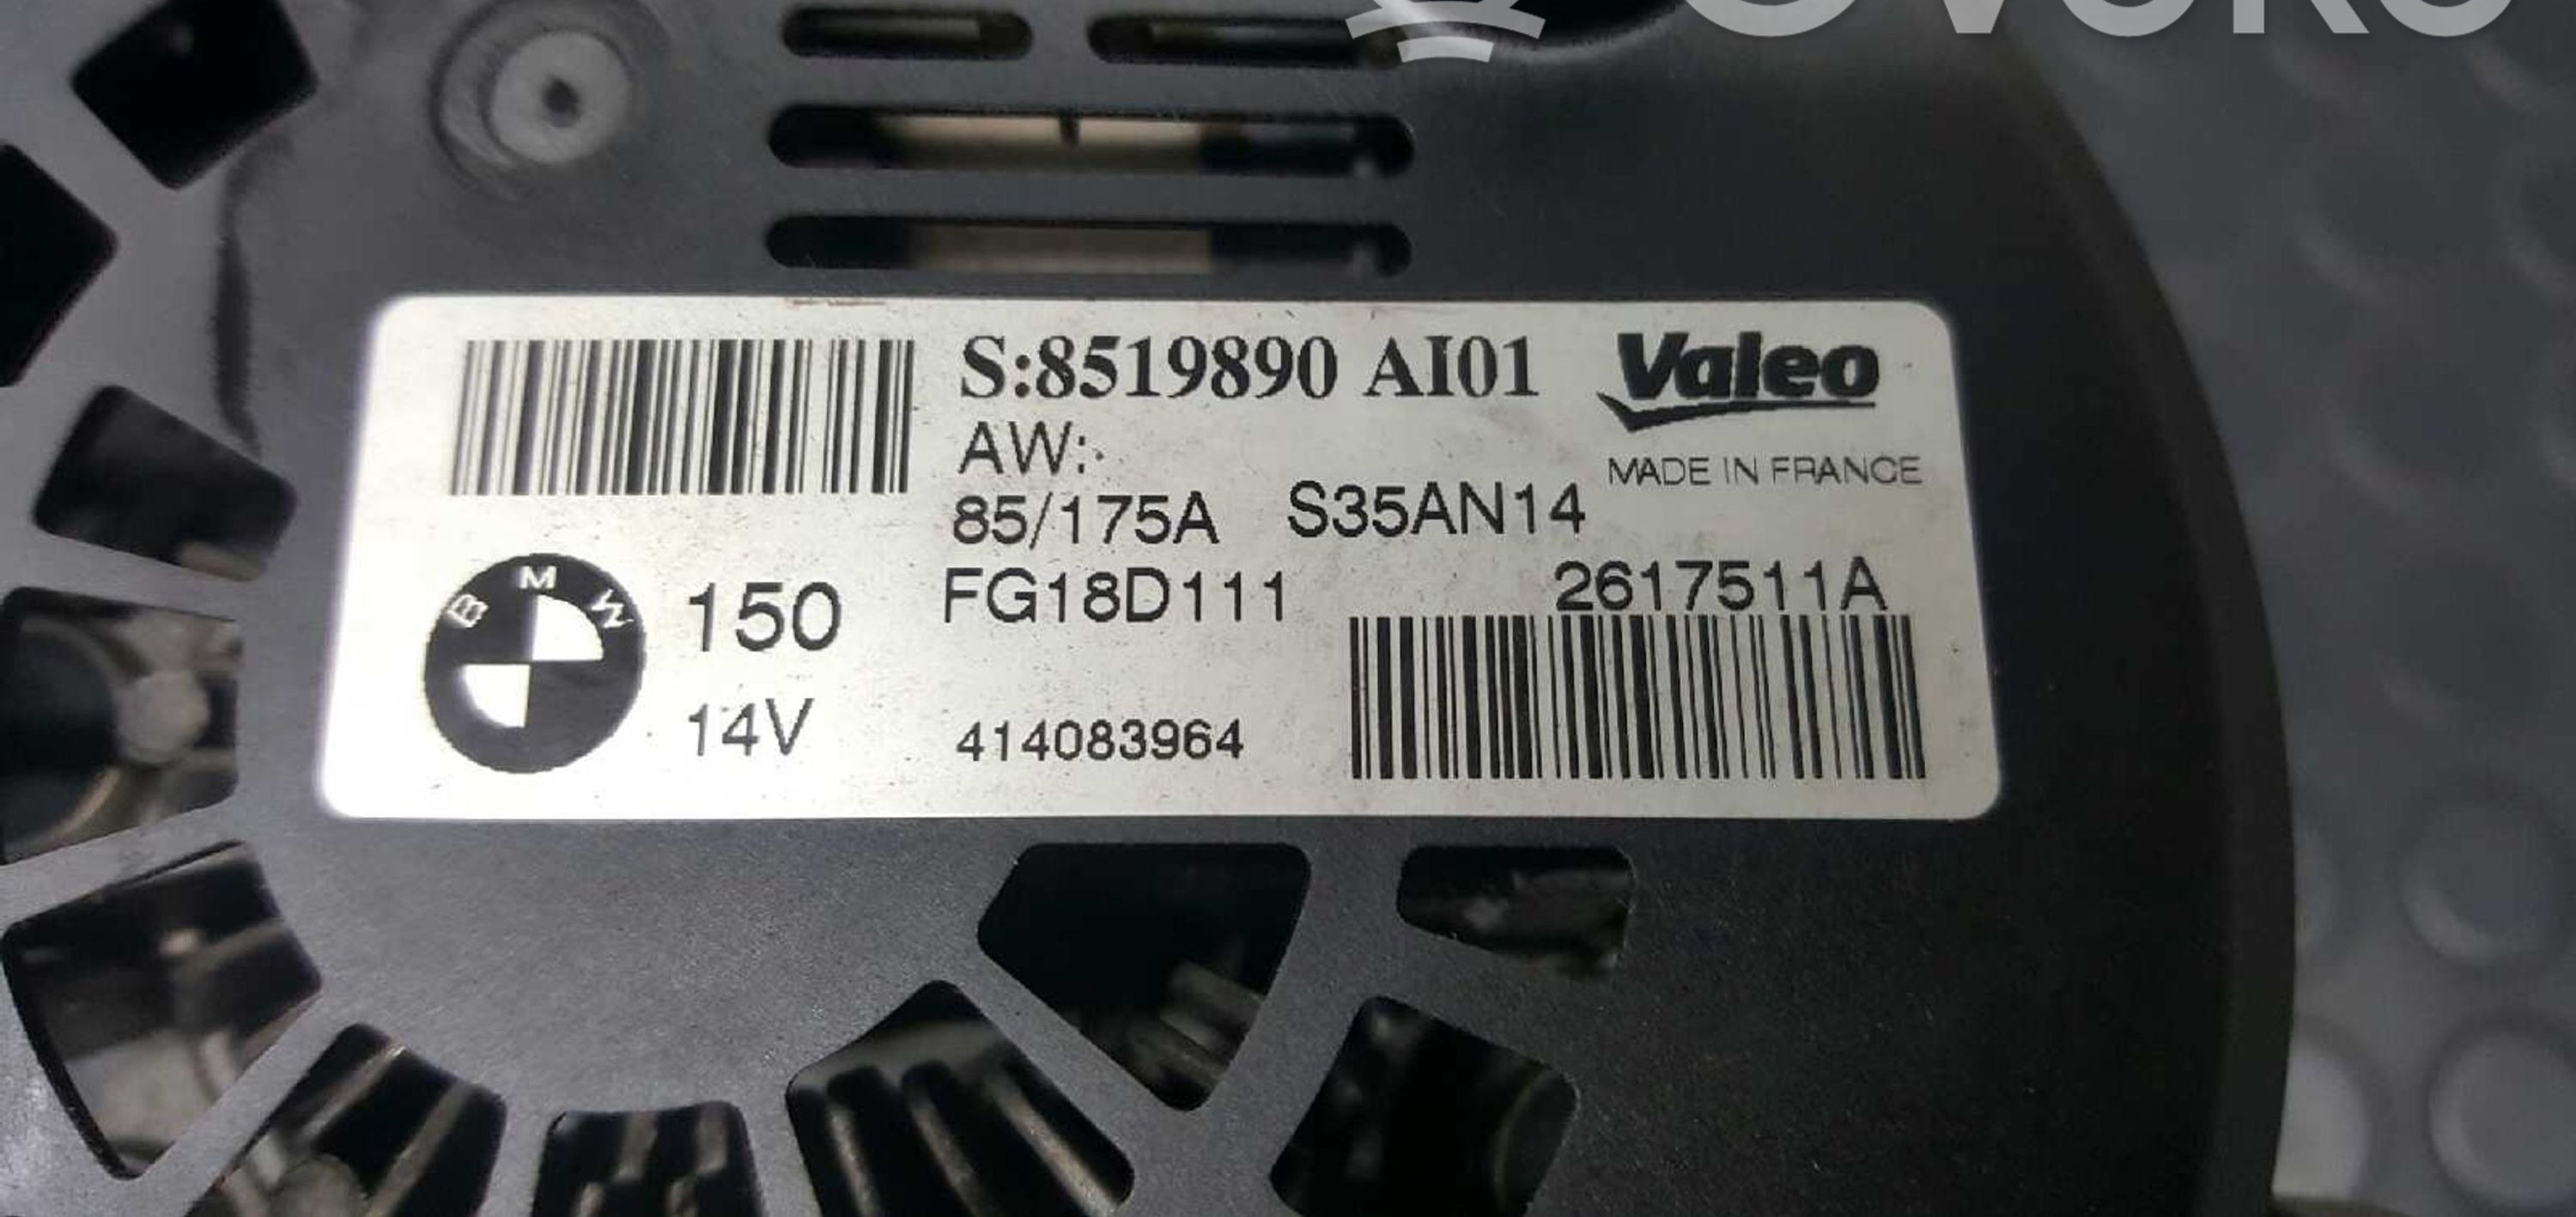 S:8519890 AI01
Valeo
AW:
MADE IN FRANCE
85/175A S35AN14
BMW
150
FG18D111
2617511A
14V
414083964